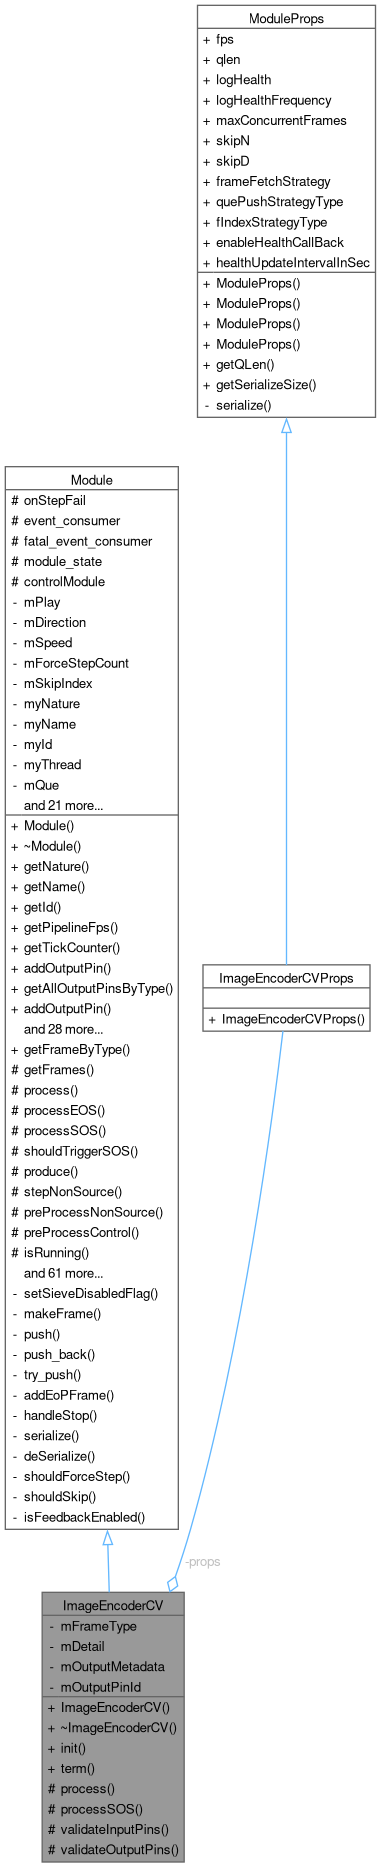 ModuleProps
+ fps
+ qlen
+ logHealth
+ logHealthFrequency
+ maxConcurrentFrames
+ skipN
+ skipD
+ frameFetchStrategy
+ quePushStrategyType
+ fIndexStrategyType
+ enableHealthCallBack
+ healthUpdateIntervalInSec
+ ModuleProps()
+ ModuleProps()
+ ModuleProps()
+ ModuleProps()
+ getQLen()
+ getSerializeSize()
- serialize()
Module
# onStepFail
# event_consumer
# fatal_event_consumer
# module_state
# controlModule
- mPlay
- mDirection
- mSpeed
- mForceStepCount
- mSkipIndex
- myNature
- myName
- myId
- myThread
- mQue
and 21 more...
+ Module()
+ ~Module()
+ getNature()
+ getName()
+ getId()
+ getPipelineFps()
+ getTickCounter()
+ addOutputPin()
+ getAllOutputPinsByType()
+ addOutputPin()
and 28 more...
+ getFrameByType()
# getFrames()
# process()
# processEOS()
# processSOS()
# shouldTriggerSOS()
# produce()
# stepNonSource()
# preProcessNonSource()
# preProcessControl()
# isRunning()
and 61 more...
- setSieveDisabledFlag()
- makeFrame()
- push()
- push_back()
- try_push()
- addEoPFrame()
- handleStop()
- serialize()
- deSerialize()
- shouldForceStep()
- shouldSkip()
- isFeedbackEnabled()
ImageEncoderCVProps
+ ImageEncoderCVProps()
-props
ImageEncoderCV
- mFrameType
- mDetail
- mOutputMetadata
- mOutputPinId
+ ImageEncoderCV()
+ ~ImageEncoderCV()
+ init()
+ term()
# process()
# processSOS()
# validateInputPins()
# validateOutputPins()